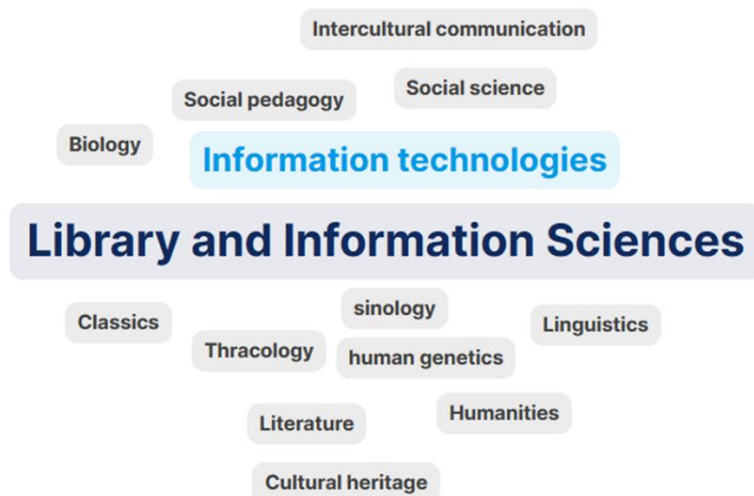 Intercultural communication
Social pedagogy
Social science
Biology
Information technologies
Library and Information Sciences
Classics
sinology
Linguistics
Thracology
human genetics
Literature
Humanities
Cultural heritage